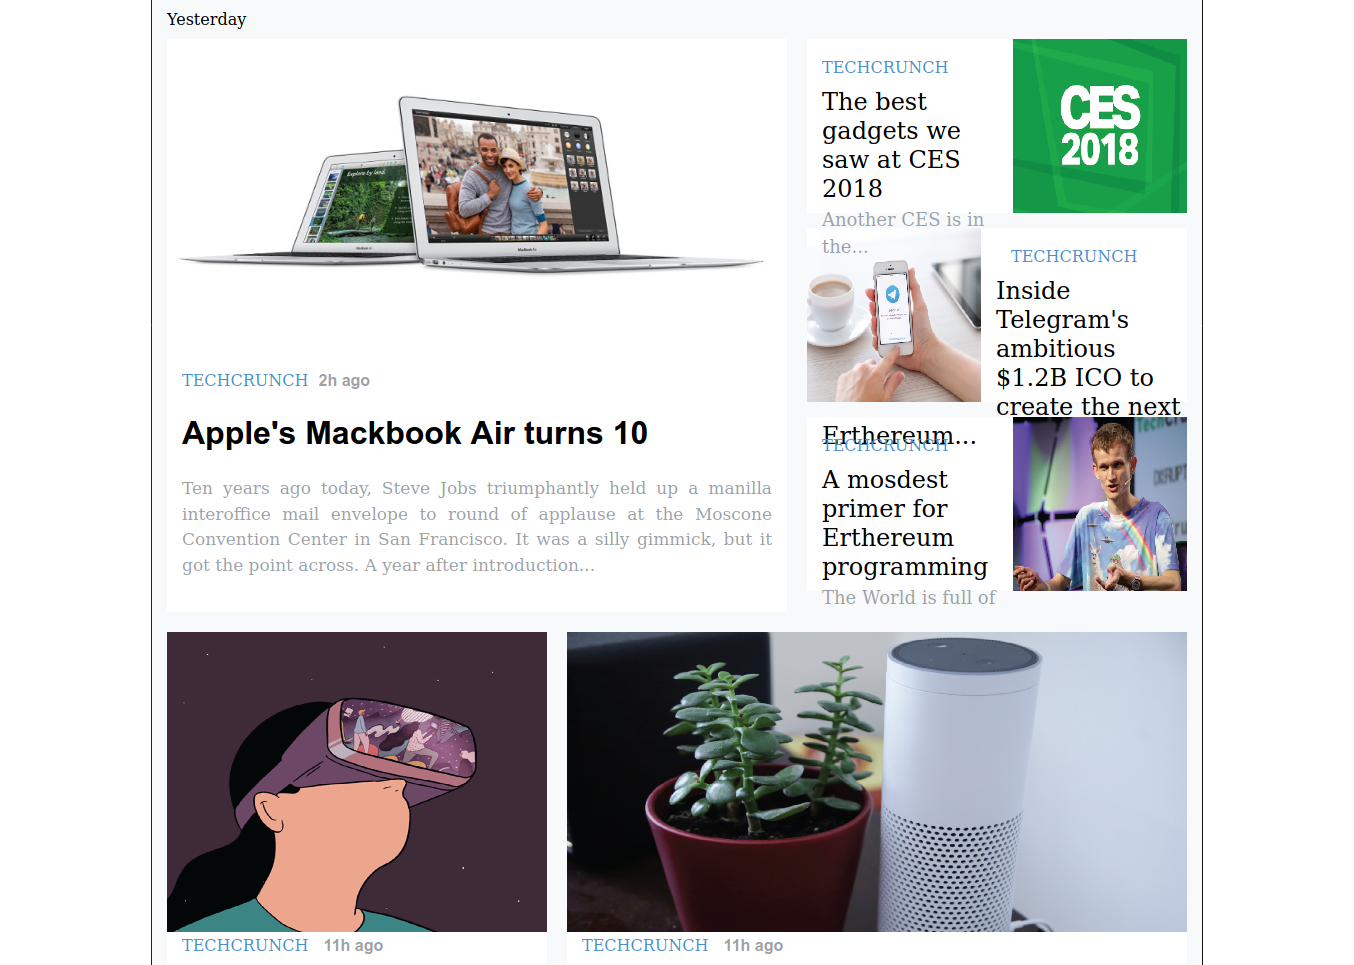 Yesterday
TECHCRUNCH 2h ago
Apple's Mackbook Air turns 10
Ten years ago today, Steve Jobs triumphantly held up a manilla
interoffice mail envelope to round of applause at the Moscone
Convention Center in San Francisco. It was a silly gimmick, but it
got the point across. A year after introduction...
TECHCRUNCH
The best
gadgets we
saw at CES
2018
Another CES is in
the...
CES
2018
TECHCRUNCH
Inside
Telegram's
ambitious
$1.2B ICO to
create the next
Erthereum...
TECHCRUNCH
A mosdest
primer for
Erthereum
programming
The World is full of
TECHCRUNCH 11h ago
TECHCRUNCH 11h ago